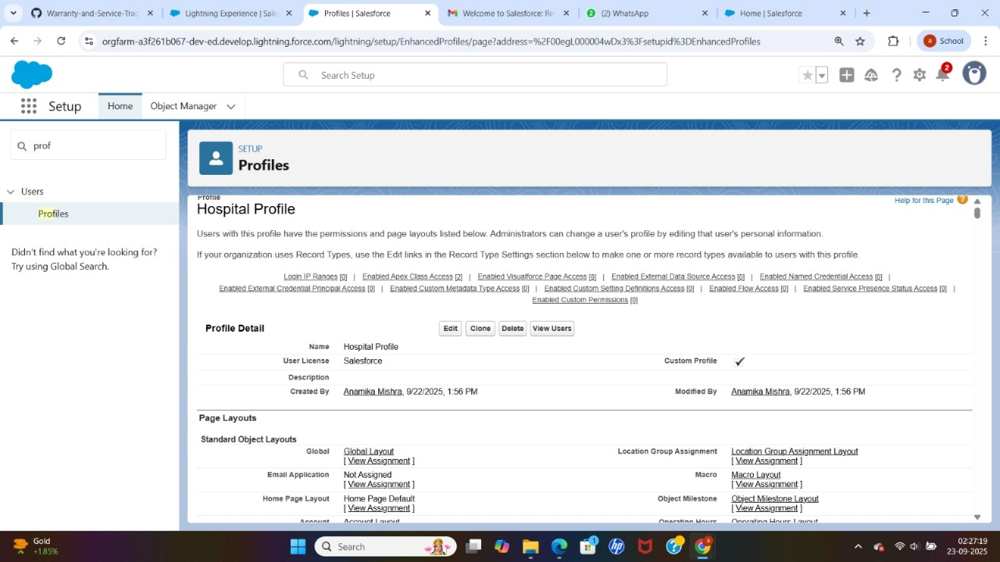 Warranty-and-Service-Trac
Lightning Experience | Sale
Profiles | Salesforce
Welcome to Salesforce: Re
(2) WhatsApp
Home | Salesforce
orgfarm-a3f261b067-dev-ed.develop.lightning.force.com/lightning/setup/EnhancedProfiles/page?address=%2F00egL000004wDx3%3Fsetupid%3DEnhancedProfiles
a School
Search Setup
2
Setup Home Object Manager
prof
Users
Profiles
Didn't find what you're looking for?
Try using Global Search.
SETUP
Profiles
Profile
Hospital Profile
Help for this Page ?
Users with this profile have the permissions and page layouts listed below. Administrators can change a user's profile by editing that user's personal information.
If your organization uses Record Types, use the Edit links in the Record Type Settings section below to make one or more record types available to users with this profile.
Login IP Ranges [0] | Enabled Apex Class Access [2] | Enabled Visualforce Page Access [0] | Enabled External Data Source Access [0] | Enabled Named Credential Access [0] |
Enabled External Credential Principal Access [0] | Enabled Custom Metadata Type Access [0] | Enabled Custom Setting Definitions Access [0] | Enabled Flow Access [0] | Enabled Service Presence Status Access [0] |
Enabled Custom Permissions [0]
Profile Detail Edit Clone Delete View Users
Name Hospital Profile
User License Salesforce Custom Profile ✓
Description
Created By Anamika Mishra, 9/22/2025, 1:56 PM Modified By Anamika Mishra, 9/22/2025, 1:56 PM
Page Layouts
Standard Object Layouts
Global Global Layout Location Group Assignment Location Group Assignment Layout
[ View Assignment ] [ View Assignment ]
Email Application Not Assigned Macro Macro Layout
[ View Assignment ] [ View Assignment ]
Home Page Layout Home Page Default Object Milestone Object Milestone Layout
[ View Assignment ] [ View Assignment ]
Account Account Layout Operating Hours Operating Hours Layout
Gold
+1.85%
Search
1
02:27:19
23-09-2025